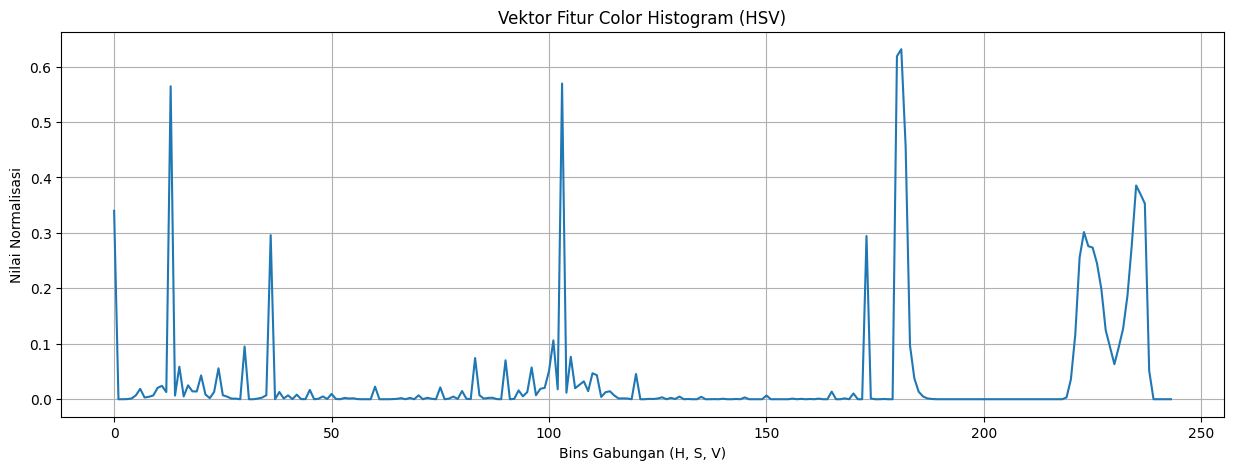 Vektor Fitur Color Histogram (HSV)
Nilai Normalisasi
0.6
0.5
0.4
0.3
0.2
0.1
0.0
0 50 100 150 200 250
Bins Gabungan (H, S, V)